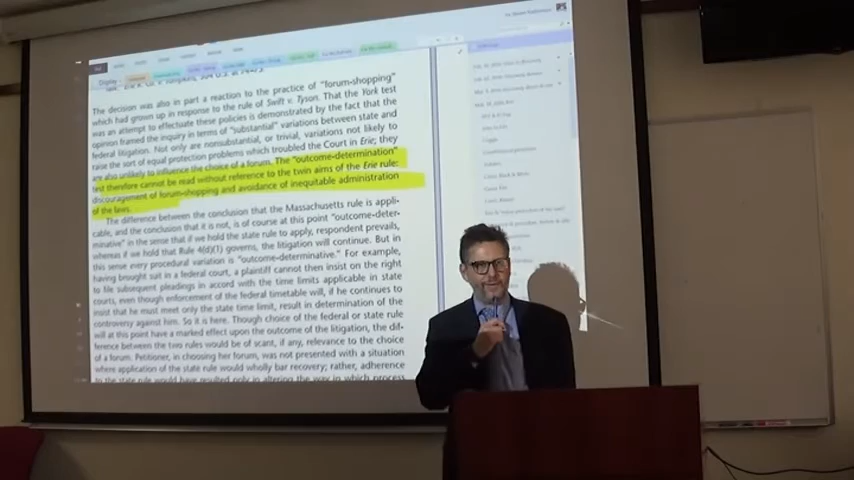 The decision was also in part a reaction to the practice of "forum-shopping"
which had grown up in response to the rule of Swift v. Tyson. That the York test
was an attempt to effectuate these policies is demonstrated by the fact that the
opinion framed the inquiry in terms of "substantial" variations between state and
federal litigation. Not only are nonsubstantial, or trivial, variations not likely to
raise the sort of equal protection problems which troubled the Court in Erie; they
are also unlikely to influence the choice of a forum. The "outcome-determination"
test therefore cannot be read without reference to the twin aims of the Erie rule:
discouragement of forum-shopping and avoidance of inequitable administration
of the laws.
The difference between the conclusion that the Massachusetts rule is appli-
cable, and the conclusion that it is not, is of course at this point "outcome-deter-
minative" in the sense that if we hold the state rule to apply, respondent prevails,
whereas if we hold that Rule 4(d)(1) governs, the litigation will continue. But in
this sense every procedural variation is "outcome-determinative." For example,
having brought suit in a federal court, a plaintiff cannot then insist on the right
to file subsequent pleadings in accord with the time limits applicable in state
courts, even though enforcement of the federal timetable will, if he continues to
insist that he must meet only the state time limit, result in determination of the
controversy against him. So it is here. Though choice of the federal or state rule
will at this point have a marked effect upon the outcome of the litigation, the dif-
ference between the two rules would be of scant, if any, relevance to the choice
of a forum. Petitioner, in choosing her forum, was not presented with a situation
where application of the state rule would wholly bar recovery; rather, adherence
to the state rule would have resulted only in altering the way in which process